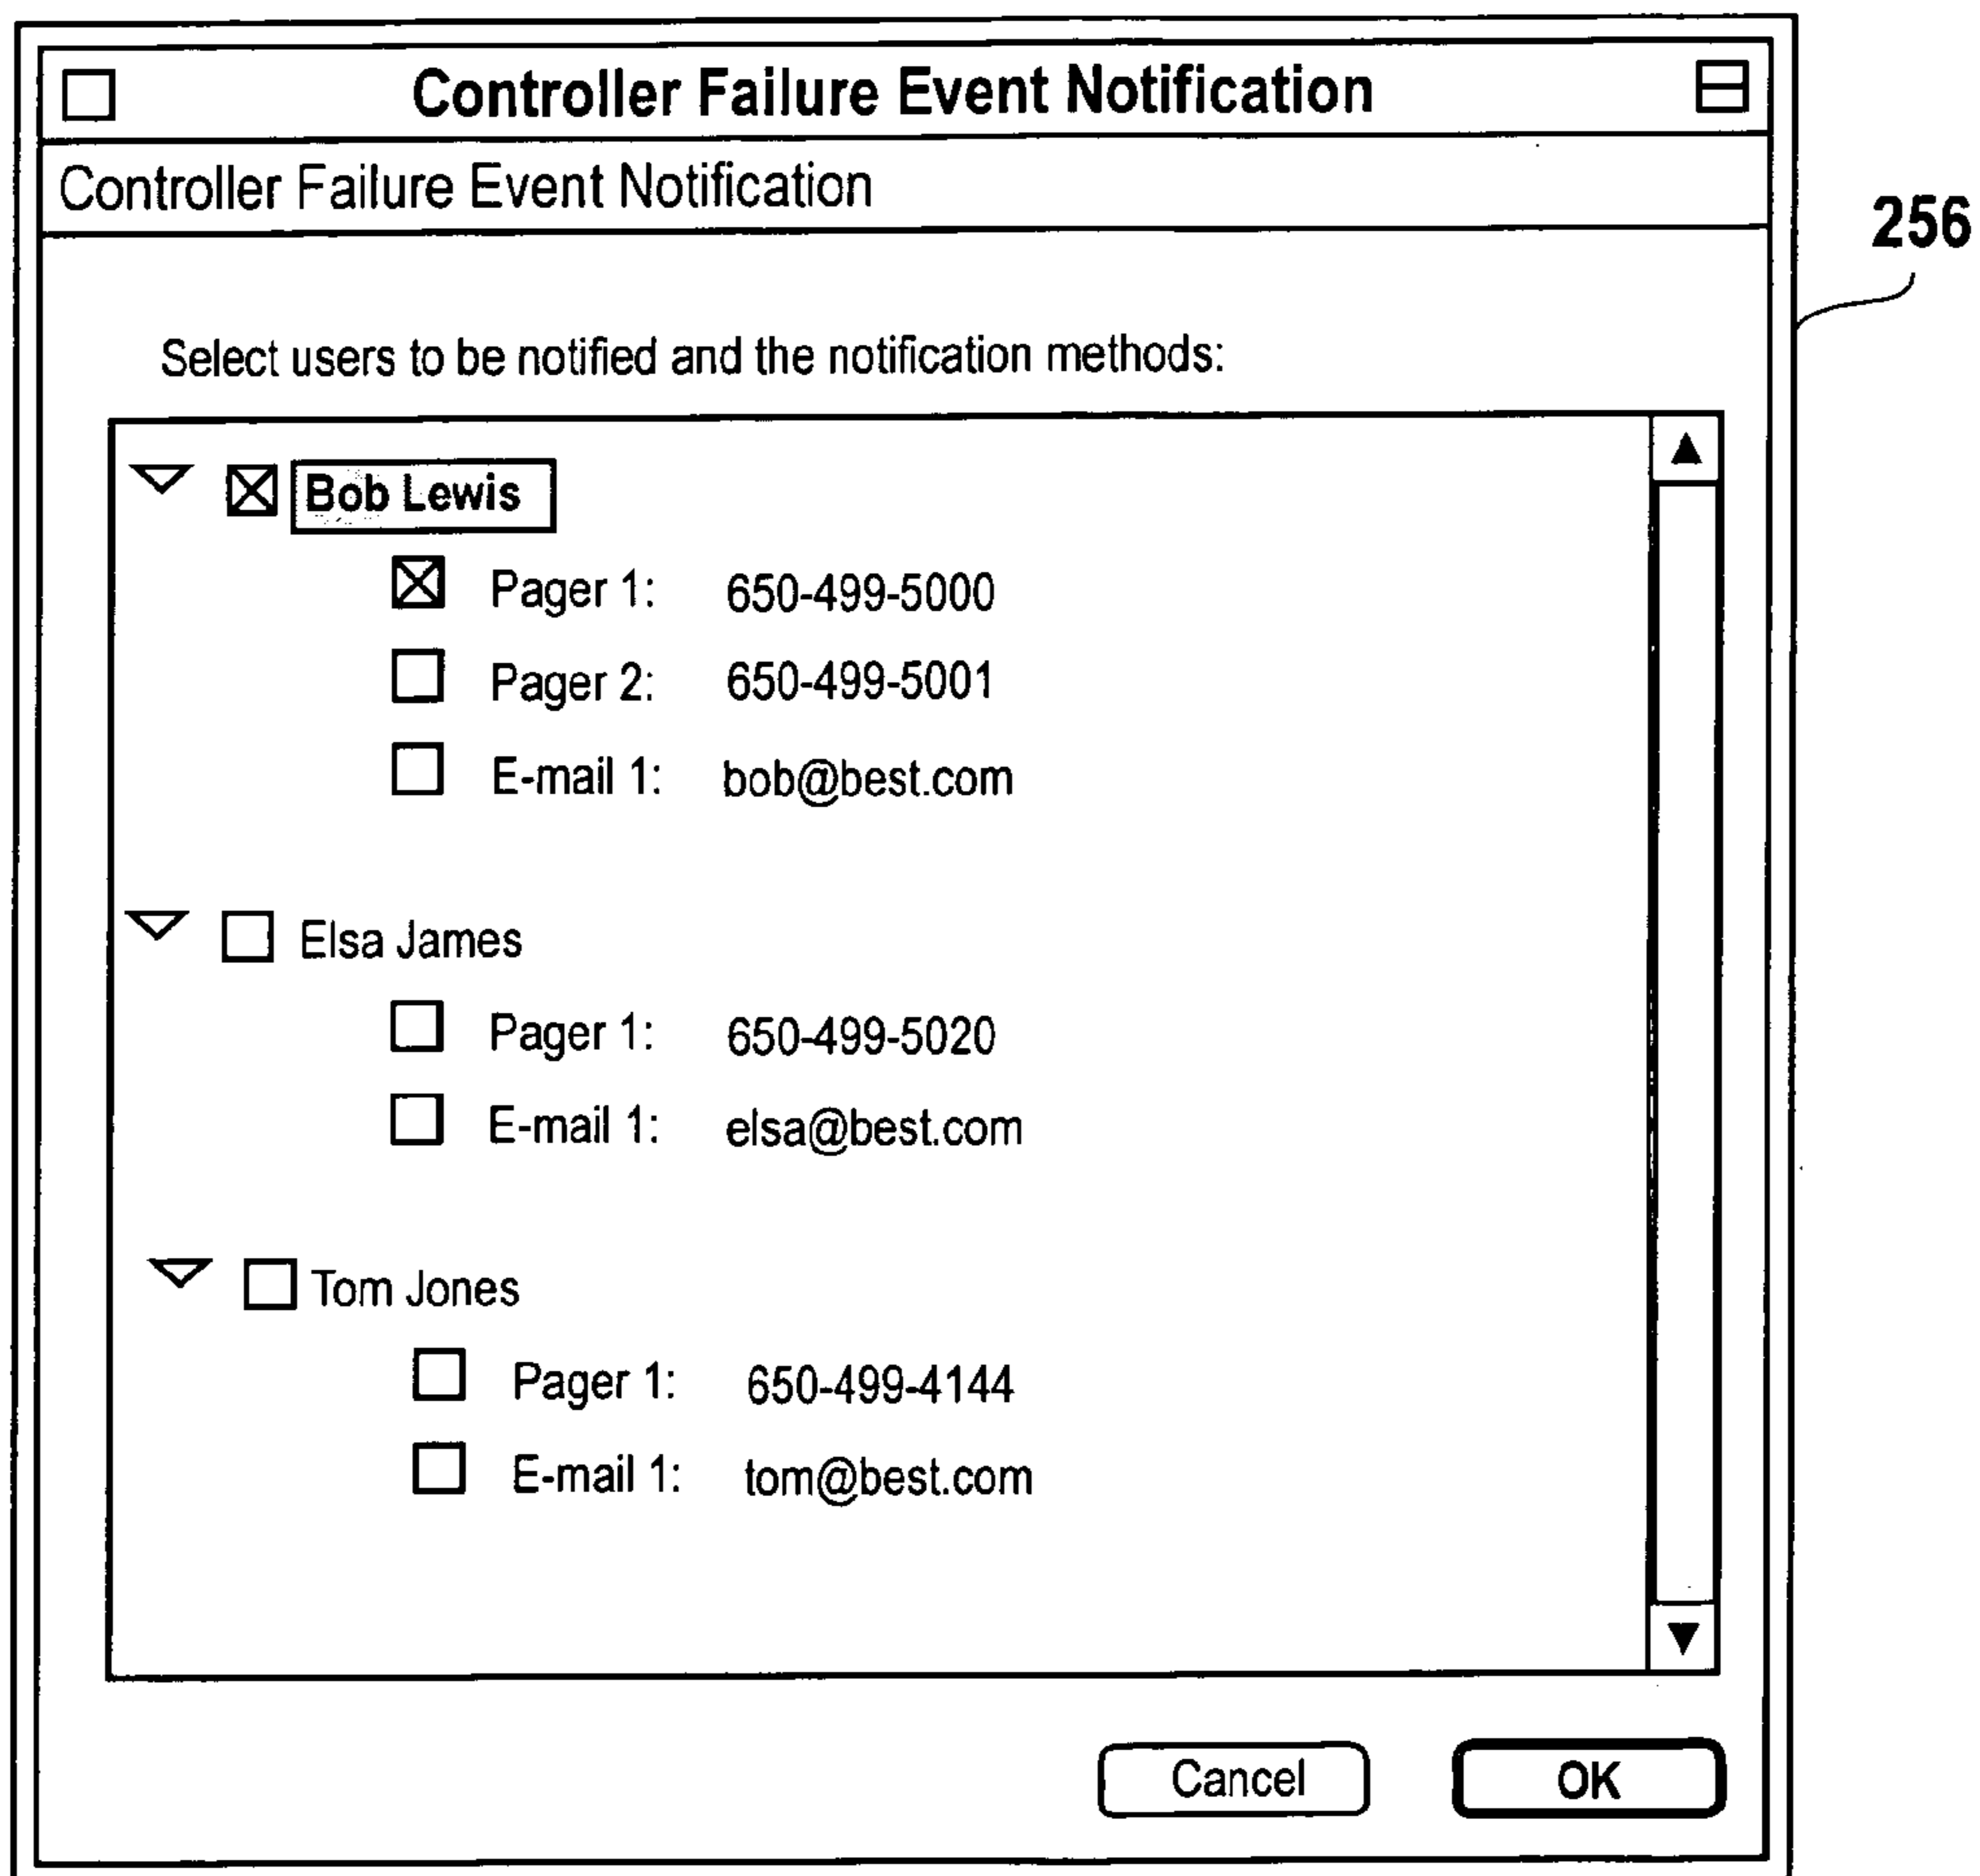 Controller Failure Event Notification
Controller Failure Event Notification
256
Select users to be notified and the notification methods:
Bob Lewis
Pager 1: 650-499-5000
Pager 2: 650-499-5001
E-mail 1: bob@best.com
Elsa James
Pager 1: 650-499-5020
E-mail 1: elsa@best.com
Tom Jones
Pager 1: 650-499-4144
E-mail 1: tom@best.com
Cancel OK